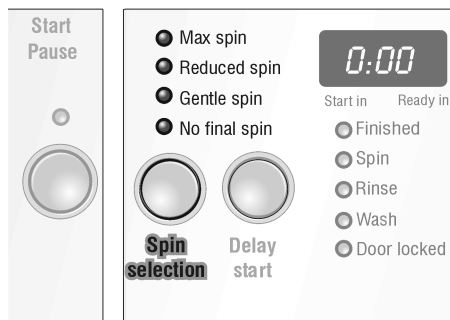 Start
Pause
Max spin
Reduced spin
Gentle spin
No final spin
0:00
Start in
Ready in
Finished
Spin
Rinse
Wash
Door locked
Spin
selection
Delay
start